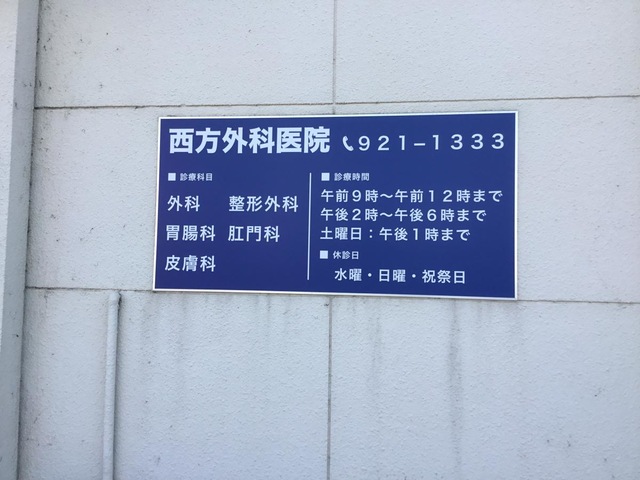 西方外科医院 921-1333
■ 診療科目
外科 整形外科
胃腸科 肛門科
皮膚科
■ 診療時間
午前9時～午前12時まで
午後2時～午後6時まで
土曜日：午後1時まで
■ 休診日
水曜・日曜・祝祭日